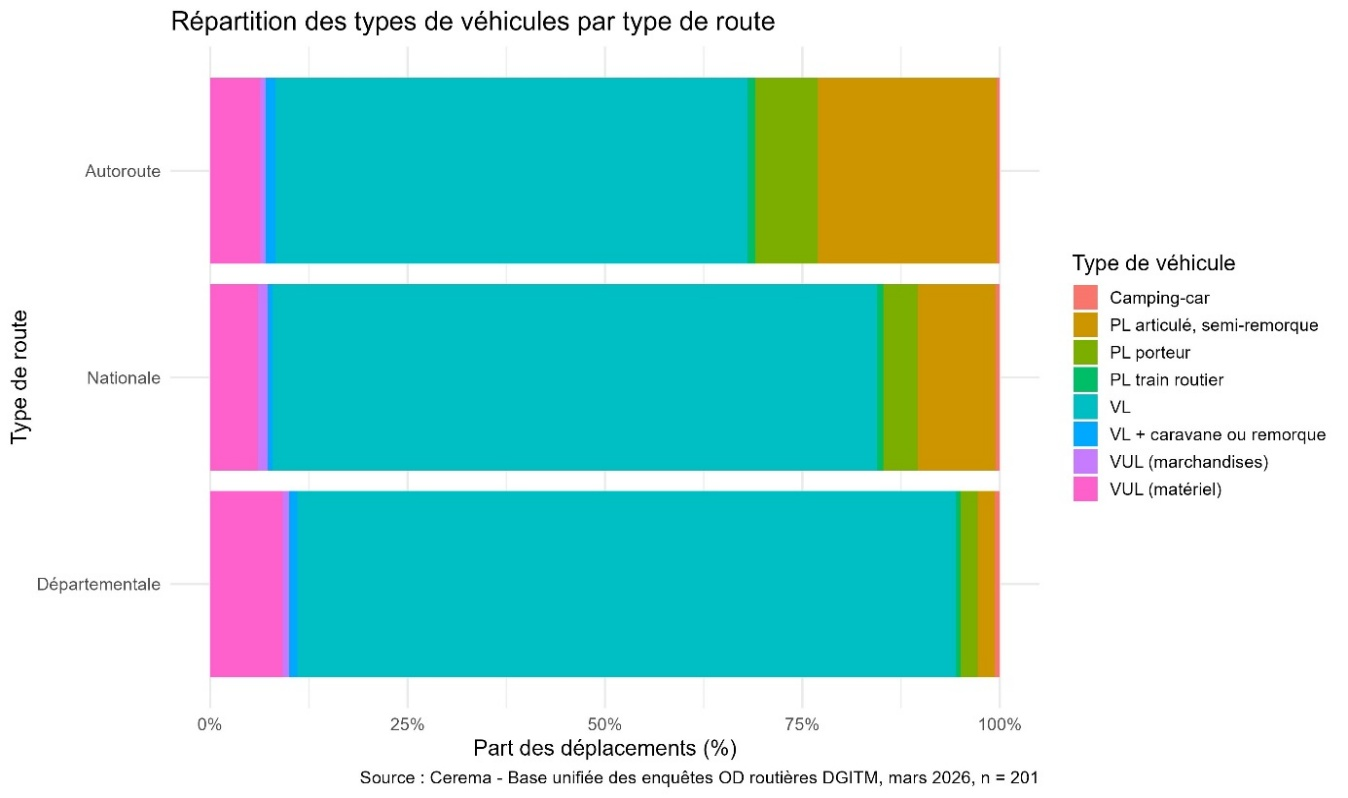 Répartition des types de véhicules par type de route
Type de route
Autoroute
Nationale
Départementale
0%
25%
50%
75%
100%
Part des déplacements (%)
Type de véhicule
Camping-car
PL articulé, semi-remorque
PL porteur
PL train routier
VL
VL + caravane ou remorque
VUL (marchandises)
VUL (matériel)
Source : Cerema - Base unifiée des enquêtes OD routières DGITM, mars 2026, n = 201